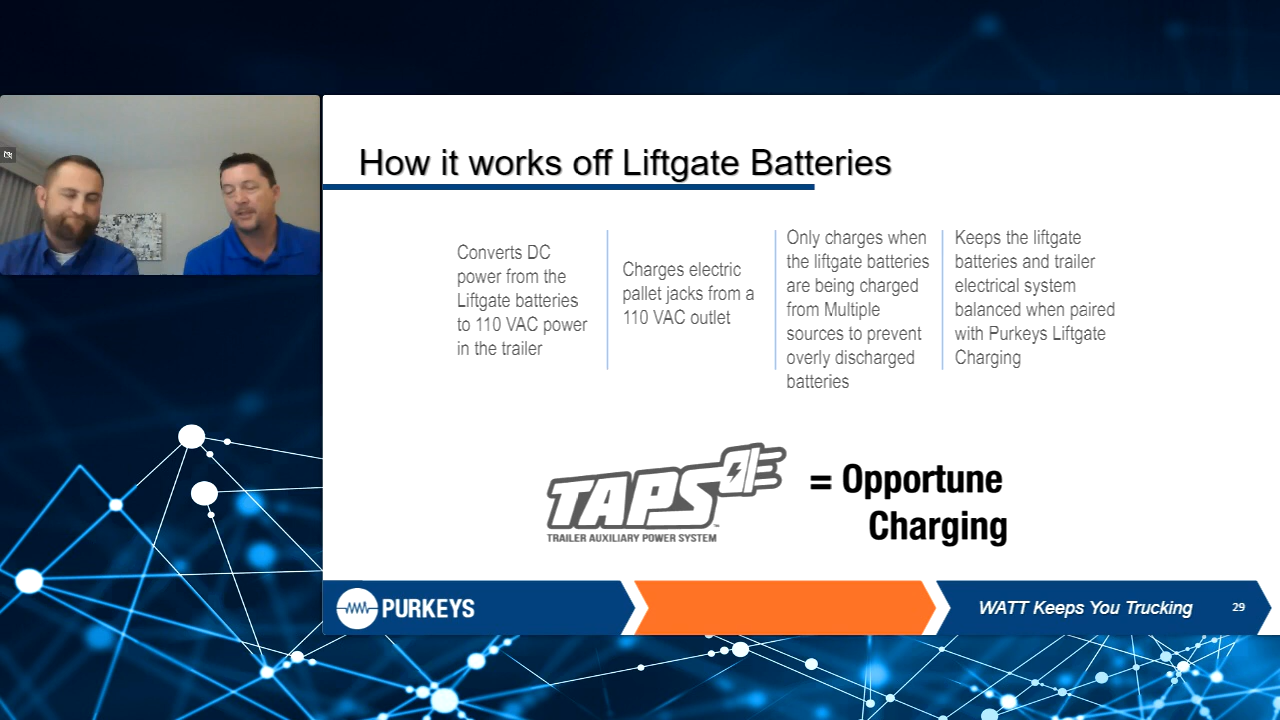 How it works off Liftgate Batteries
Converts DC
power from the
Liftgate batteries
to 110 VAC power
in the trailer
Charges electric
pallet jacks from a
110 VAC outlet
Only charges when
the liftgate batteries
are being charged
from Multiple
sources to prevent
overly discharged
batteries
Keeps the liftgate
batteries and trailer
electrical system
balanced when paired
with Purkeys Liftgate
Charging
TAPS
TRAILER AUXILIARY POWER SYSTEM
= Opportune
Charging
PURKEYS
WATT Keeps You Trucking
29